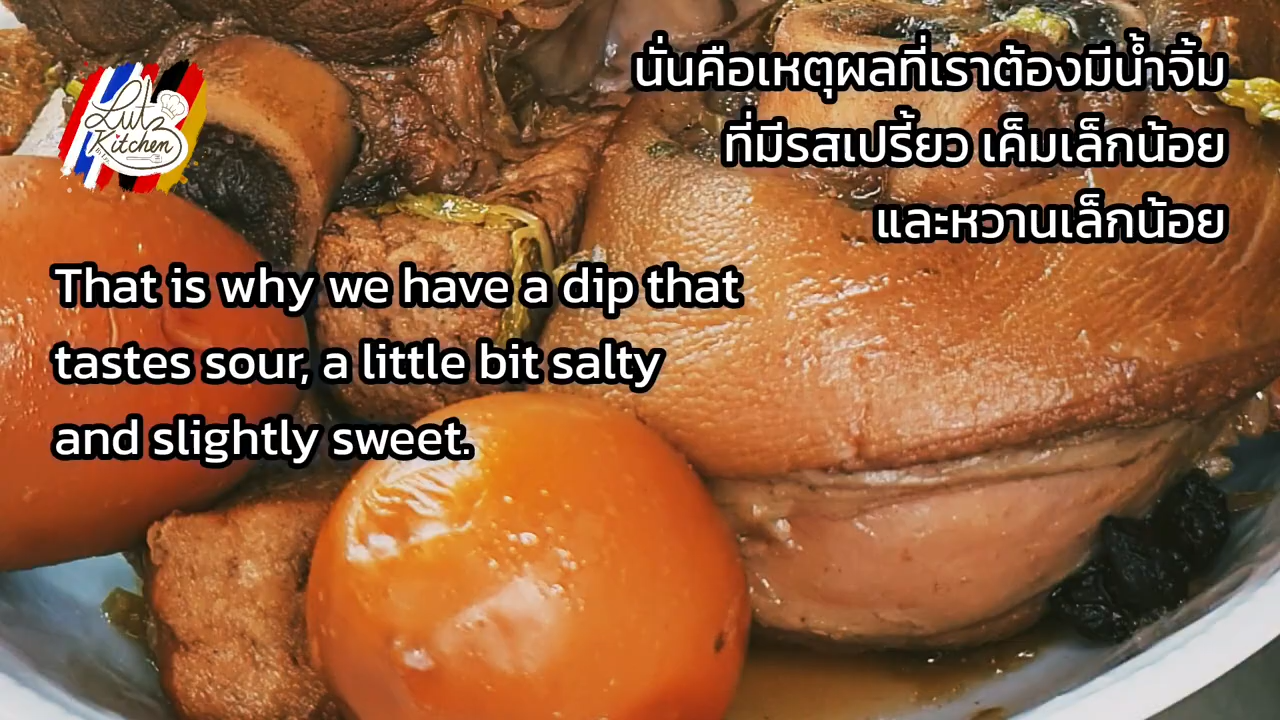 Lutz
Kitchen
นั่นคือเหตุผลที่เราต้องมีน้ำจิ้ม
ที่มีรสเปรี้ยว เค็มเล็กน้อย
และหวานเล็กน้อย
That is why we have a dip that
tastes sour, a little bit salty
and slightly sweet.